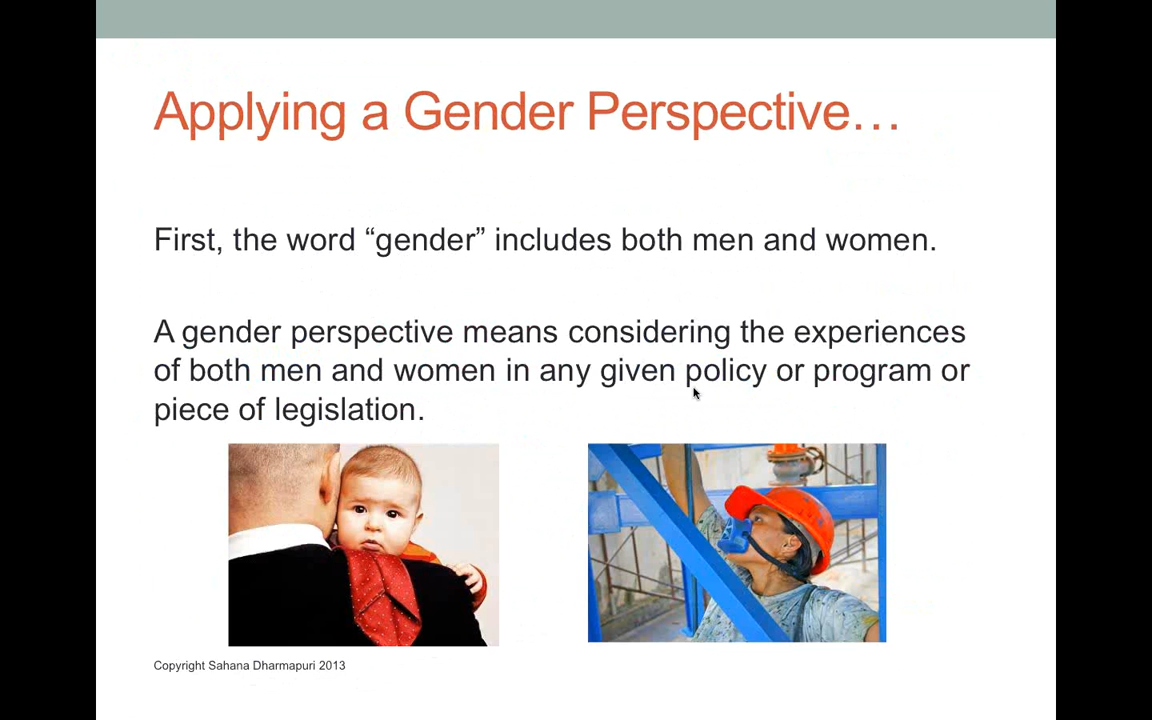 Applying a Gender Perspective…
First, the word “gender” includes both men and women.
A gender perspective means considering the experiences
of both men and women in any given policy or program or
piece of legislation.
Copyright Sahana Dharmapuri 2013